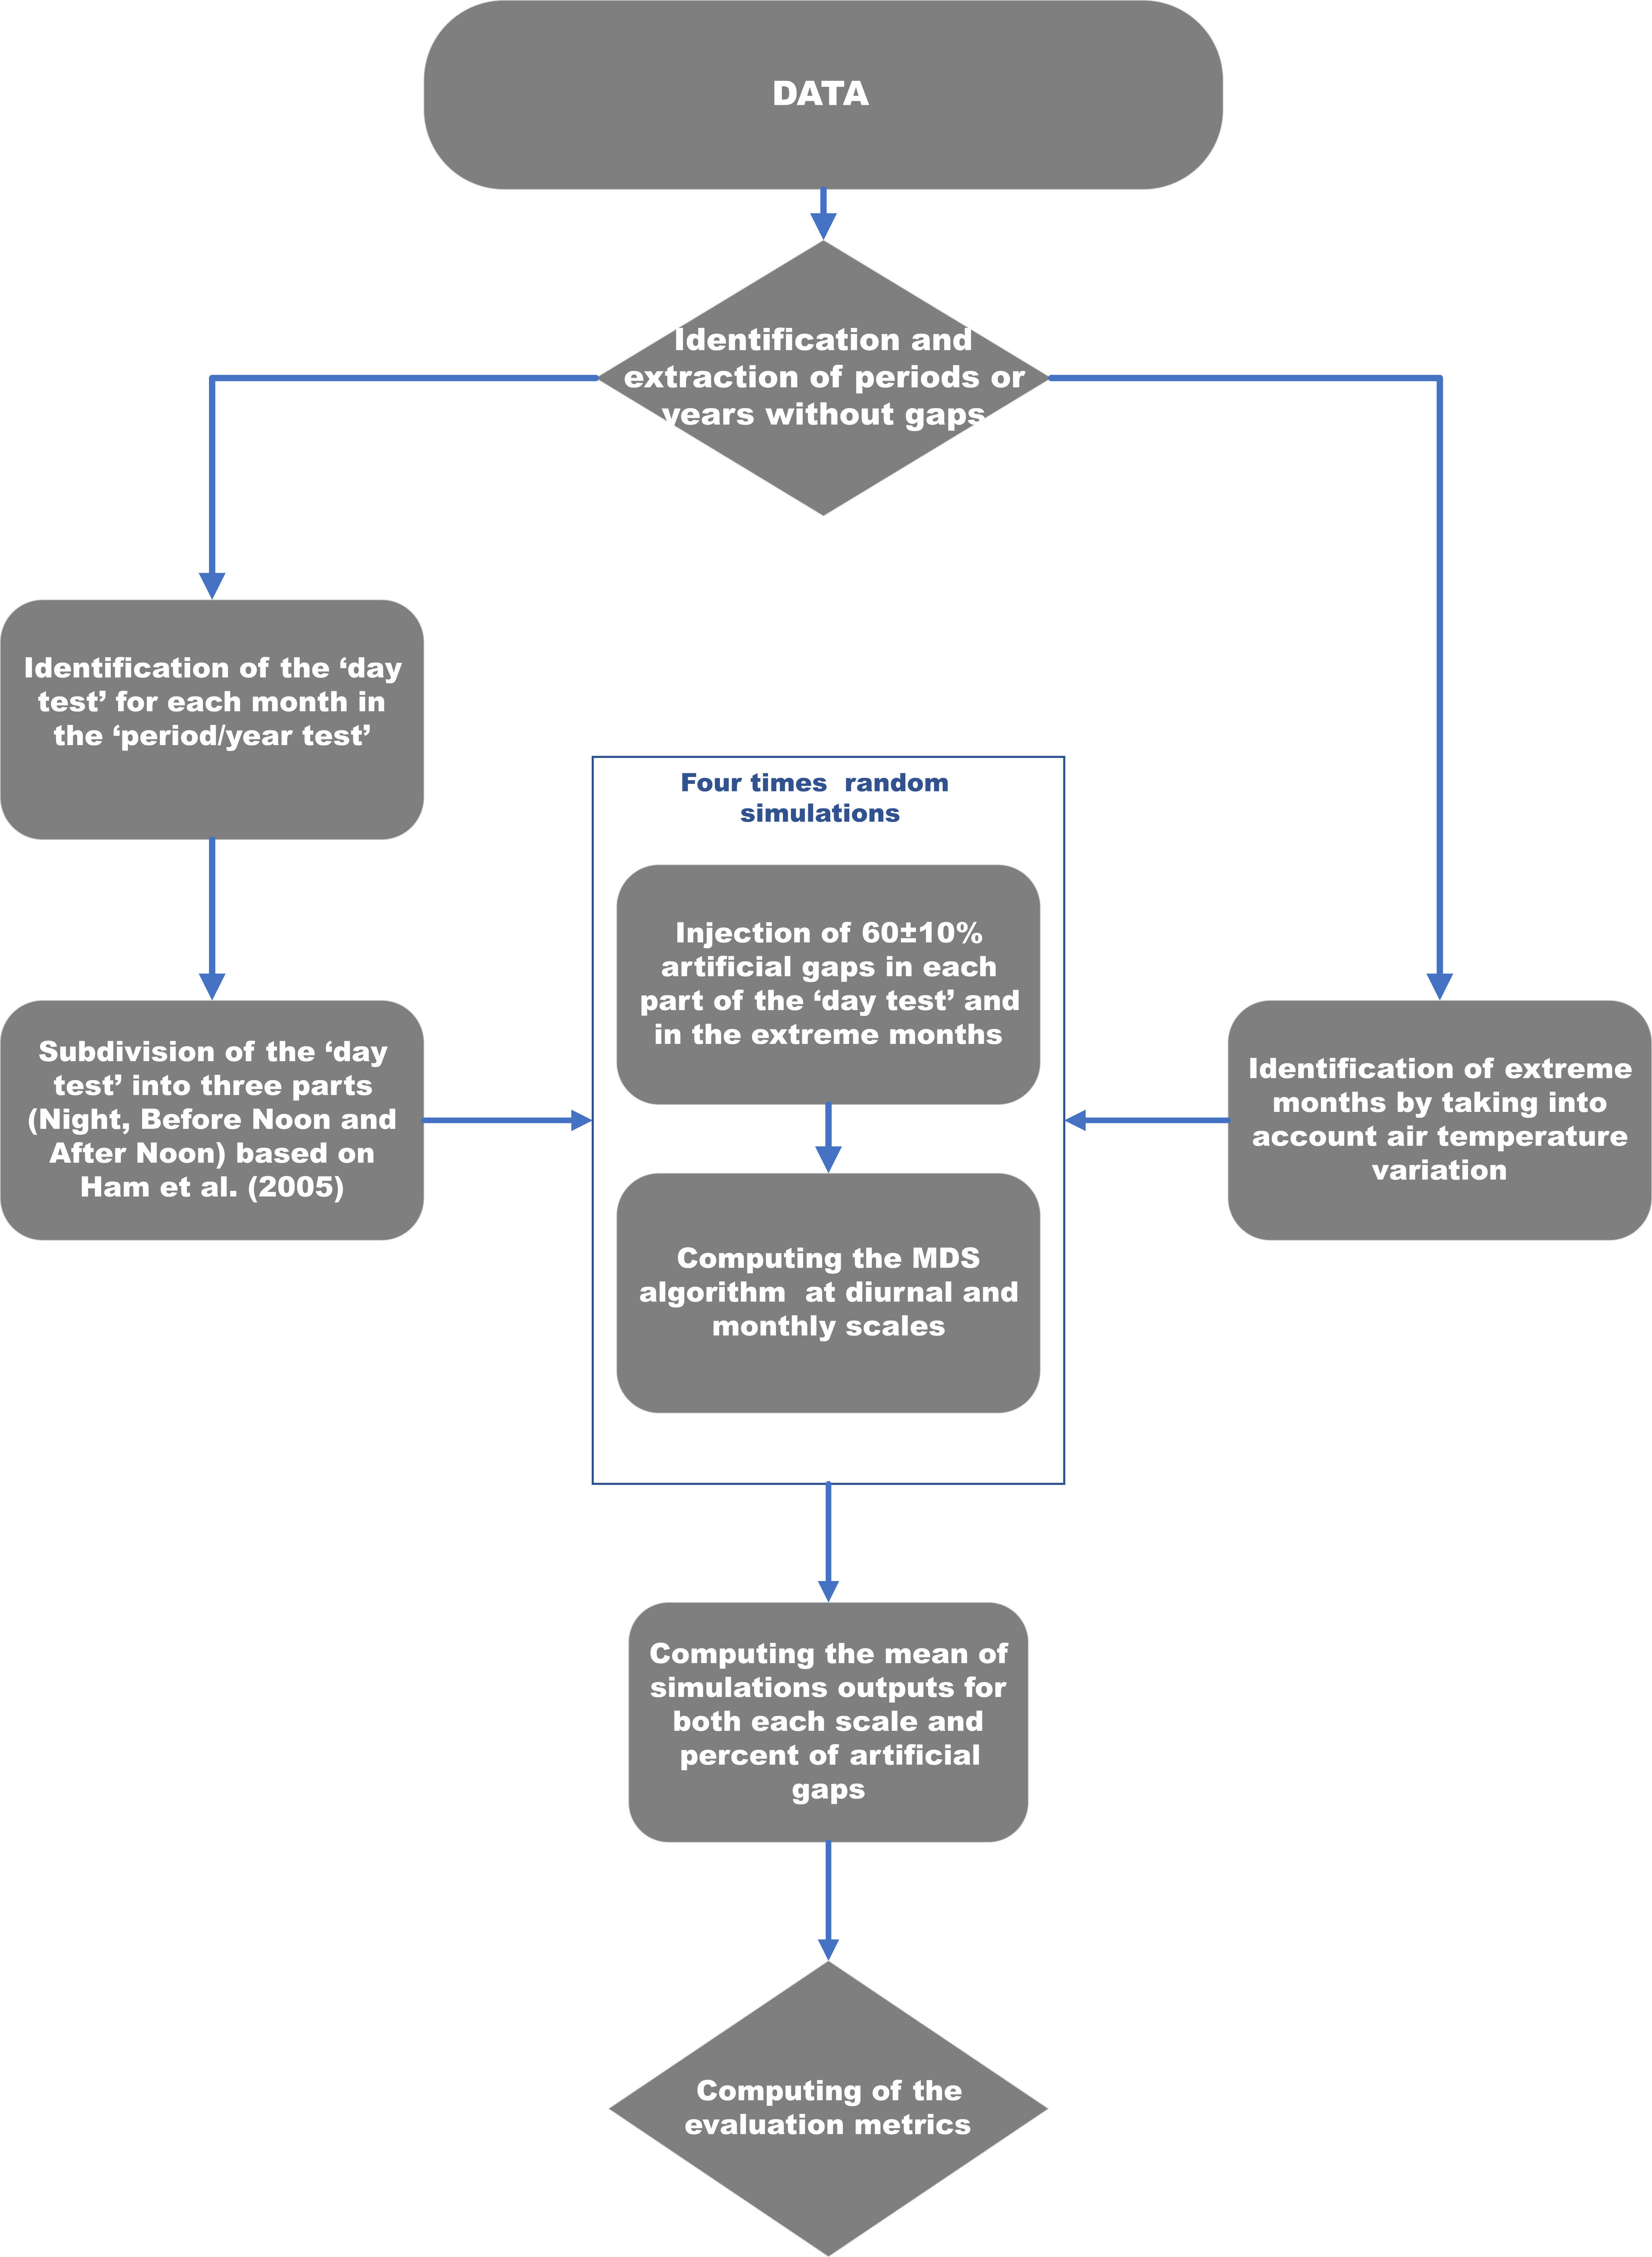 DATA
Identification and
extraction of periods or
years without gaps
Identification of the ‘day
test’ for each month in
the ‘period/year test’
Subdivision of the ‘day
test’ into three parts
(Night, Before Noon and
After Noon) based on
Ham et al. (2005)
Four times  random
simulations
Injection of 60±10%
artificial gaps in each
part of the ‘day test’ and
in the extreme months
Computing the MDS
algorithm  at diurnal and
monthly scales
Identification of extreme
months by taking into
account air temperature
variation
Computing the mean of
simulations outputs for
both each scale and
percent of artificial
gaps
Computing of the
evaluation metrics